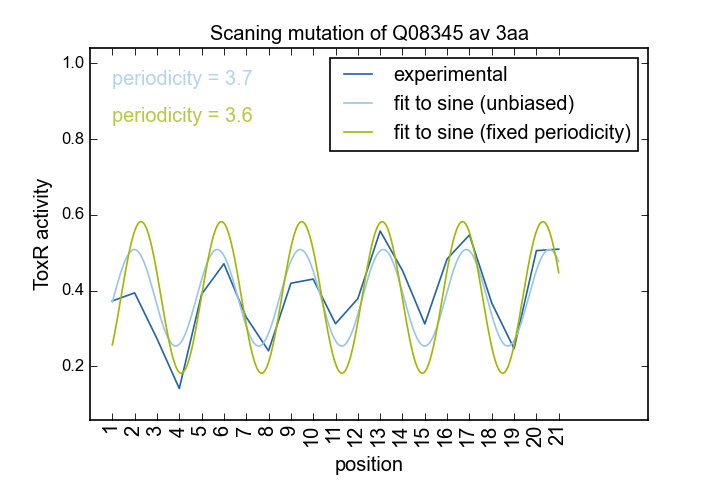 Scaning mutation of Q08345 av 3aa
periodicity = 3.7
periodicity = 3.6
experimental
fit to sine (unbiased)
fit to sine (fixed periodicity)
ToxR activity
1.0
0.8
0.6
0.4
0.2
1 2 3 4 5 6 7 8 9 10 11 12 13 14 15 16 17 18 19 20 21
position